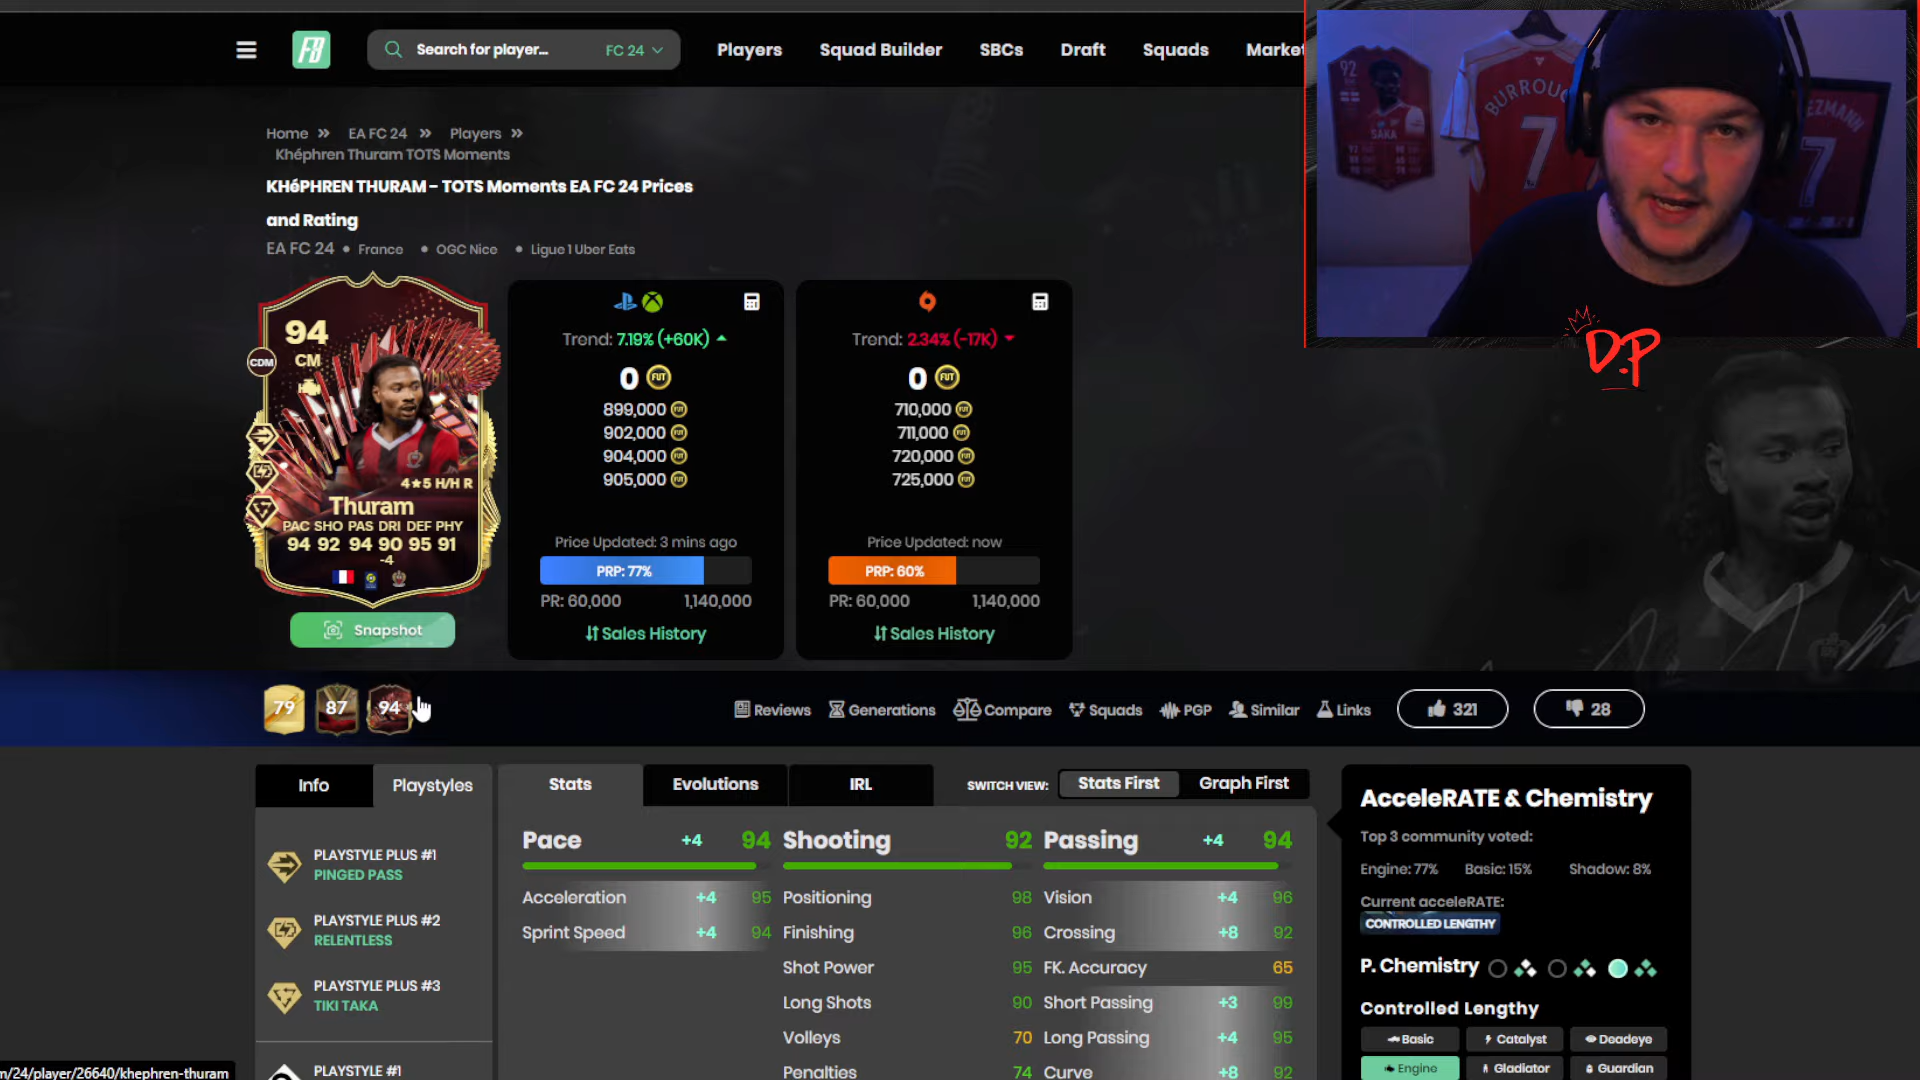 F8 Search for player... FC 24 Players Squad Builder SBCs Draft Squads Market
Home » EA FC 24 » Players »
Khéphren Thuram TOTS Moments
KHéPHREN THURAM - TOTS Moments EA FC 24 Prices
and Rating
EA FC 24 • France • OGC Nice • Ligue 1 Uber Eats
94
CM
CDM
4★5 H/H R
Thuram
PAC SHO PAS DRI DEF PHY
94 92 94 90 95 91
-4
Snapshot
Trend: 7.19% (+60K)
0 FUT
899,000
902,000
904,000
905,000
Price Updated: 3 mins ago
PRP: 77%
PR: 60,000 1,140,000
Sales History
Trend: 2.34% (-17K)
0 FUT
710,000
711,000
720,000
725,000
Price Updated: now
PRP: 60%
PR: 60,000 1,140,000
Sales History
92
SAKA
BURROUG
7
EZMANN
7
D.P
79 87 94 Reviews Generations Compare Squads PGP Similar Links 321 28
Info Playstyles
PLAYSTYLE PLUS #1
PINGED PASS
PLAYSTYLE PLUS #2
RELENTLESS
PLAYSTYLE PLUS #3
TIKI TAKA
PLAYSTYLE #1
Stats Evolutions IRL SWITCH VIEW: Stats First Graph First
Pace +4 94
Acceleration +4 95
Sprint Speed +4 94
Shooting 92
Positioning 98
Finishing 96
Shot Power 95
Long Shots 90
Volleys 70
Penalties 74
Passing +4 94
Vision +4 96
Crossing +8 92
FK. Accuracy 65
Short Passing +3 99
Long Passing +4 95
Curve +8 92
AcceleRATE & Chemistry
Top 3 community voted:
Engine: 77% Basic: 15% Shadow: 8%
Current acceleRATE:
CONTROLLED LENGTHY
P. Chemistry
Controlled Lengthy
Basic Catalyst Deadeye
Engine Gladiator Guardian
m/24/player/26640/khephren-thuram